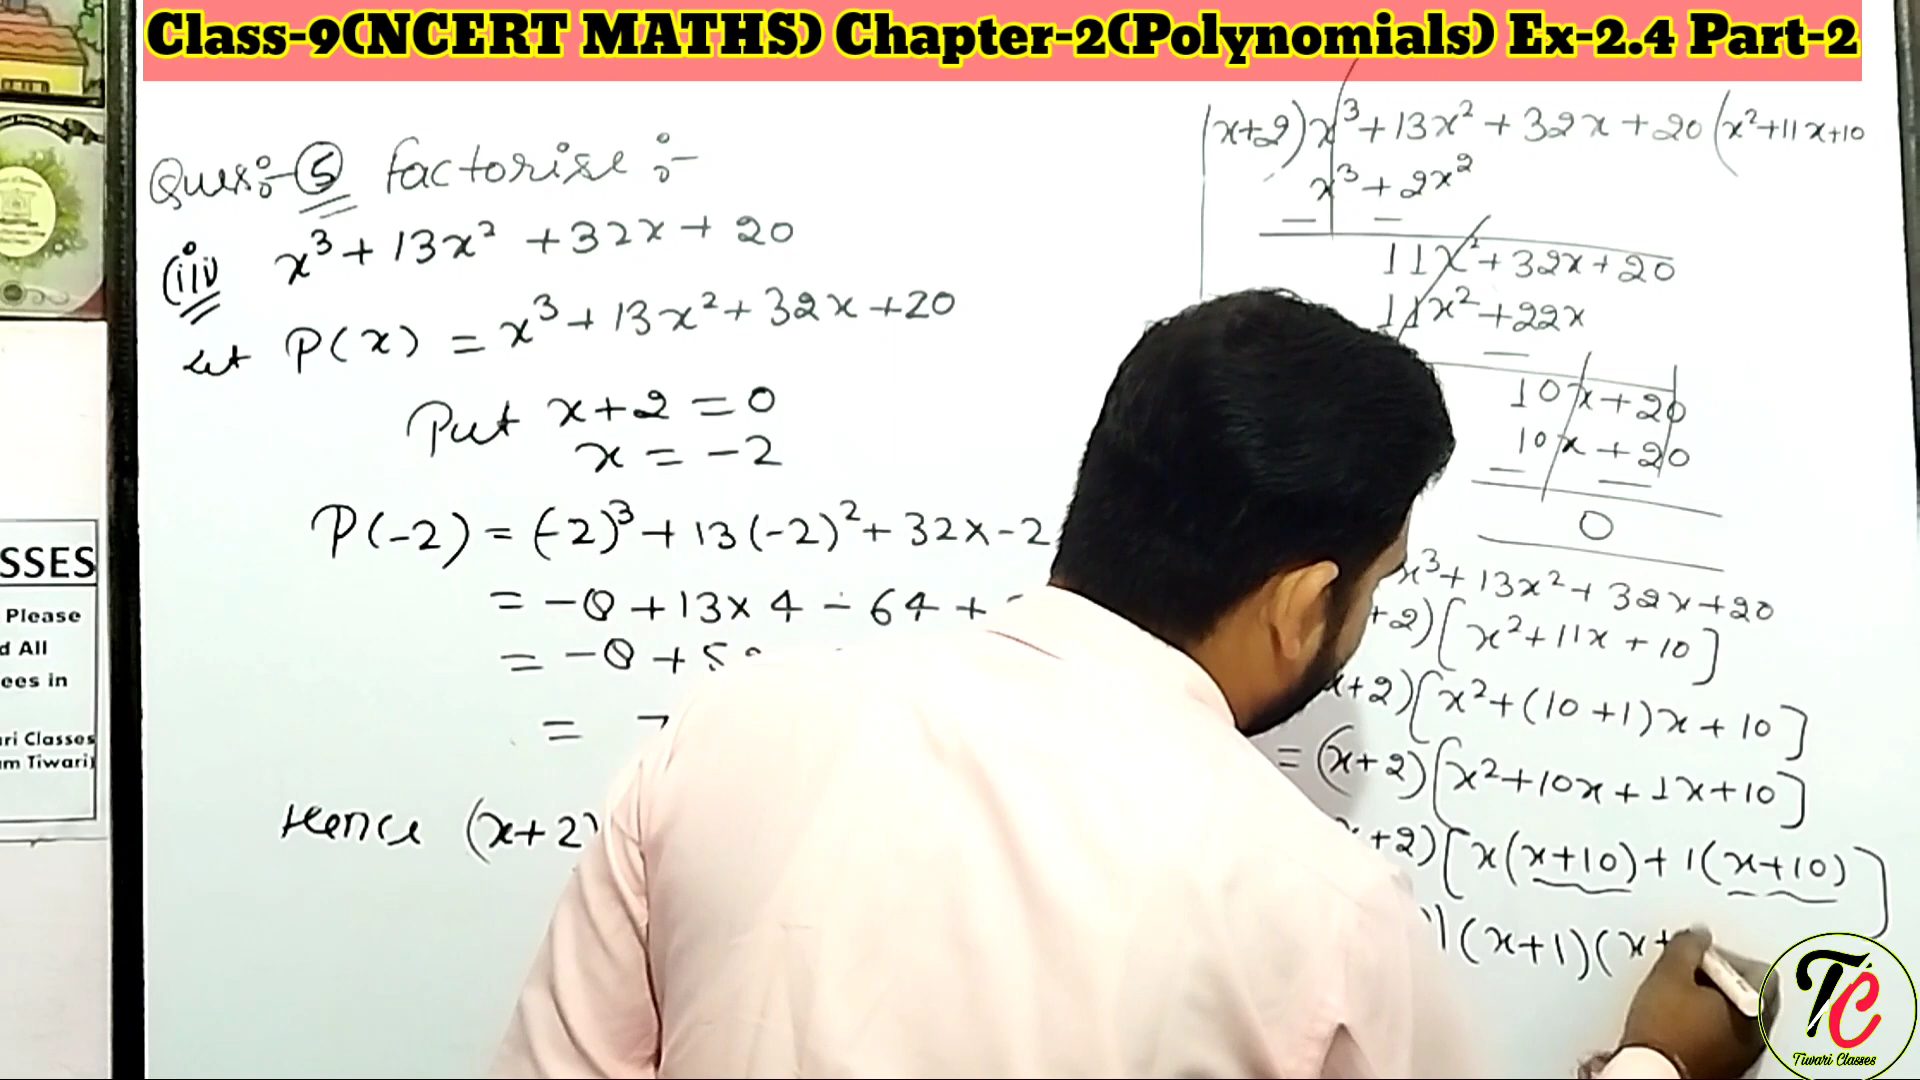 Class-9(NCERT MATHS) Chapter-2(Polynomials) Ex-2.4 Part-2
Ques:-⑤ factorise :-
(iii) x³ + 13x² + 32x + 20
let P(x) = x³ + 13x² + 32x + 20
Put x+2 = 0
x = -2
P(-2) = (-2)³ + 13(-2)² + 32x-2
= -8 + 13x4 - 64 +
= -8 +
=
Hence (x+2)
x+2) x³ + 13x² + 32x + 20 (x²+11x+10
x³ + 2x²
— —
11x² + 32x + 20
11x² + 22x
—
10x + 20
10x + 20
— —
0
x³ + 13x² + 32x + 20
+2)[x² + 11x + 10]
x+2)[x² + (10+1)x + 10]
= (x+2)[x² + 10x + 1x + 10]
+2)[x(x+10) + 1(x+10)]
)(x+1)(x+
SSES
Please
d All
ees in
ri Classes
m Tiwari)
TC
Tiwari Classes